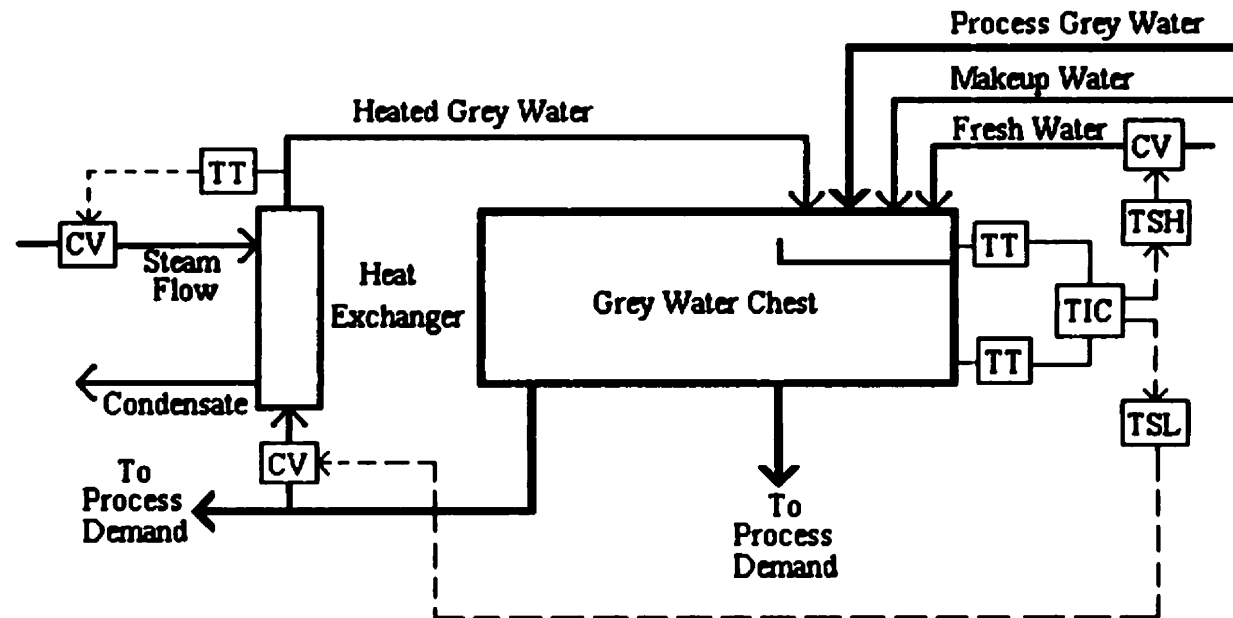 Process Grey Water
Makeup Water
Heated Grey Water
Fresh Water
CV
TT
TSH
CV
Steam
Flow
Heat
Exchanger
TT
Grey Water Chest
TIC
TT
Condensate
TSL
CV
To
Process
Demand
To
Process
Demand